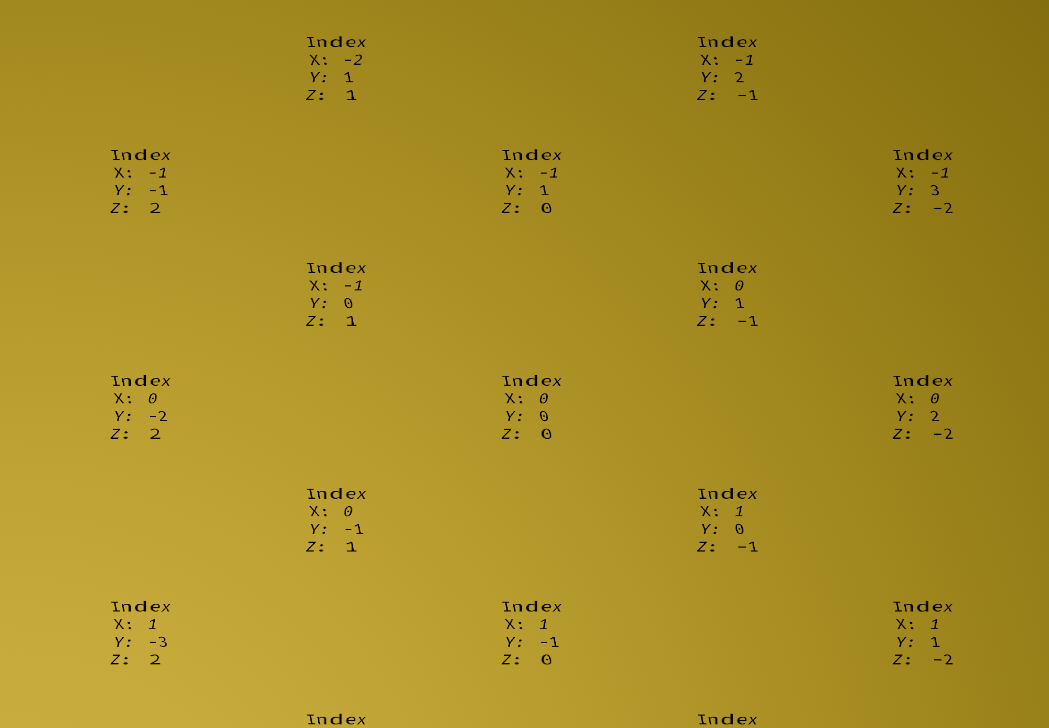 Index
X: -2
Y: 1
Z: 1
Index
X: -1
Y: 2
Z: -1
Index
X: -1
Y: -1
Z: 2
Index
X: -1
Y: 1
Z: 0
Index
X: -1
Y: 3
Z: -2
Index
X: -1
Y: 0
Z: 1
Index
X: 0
Y: 1
Z: -1
Index
X: 0
Y: -2
Z: 2
Index
X: 0
Y: 0
Z: 0
Index
X: 0
Y: 2
Z: -2
Index
X: 0
Y: -1
Z: 1
Index
X: 1
Y: 0
Z: -1
Index
X: 1
Y: -3
Z: 2
Index
X: 1
Y: -1
Z: 0
Index
X: 1
Y: 1
Z: -2
Index
Index